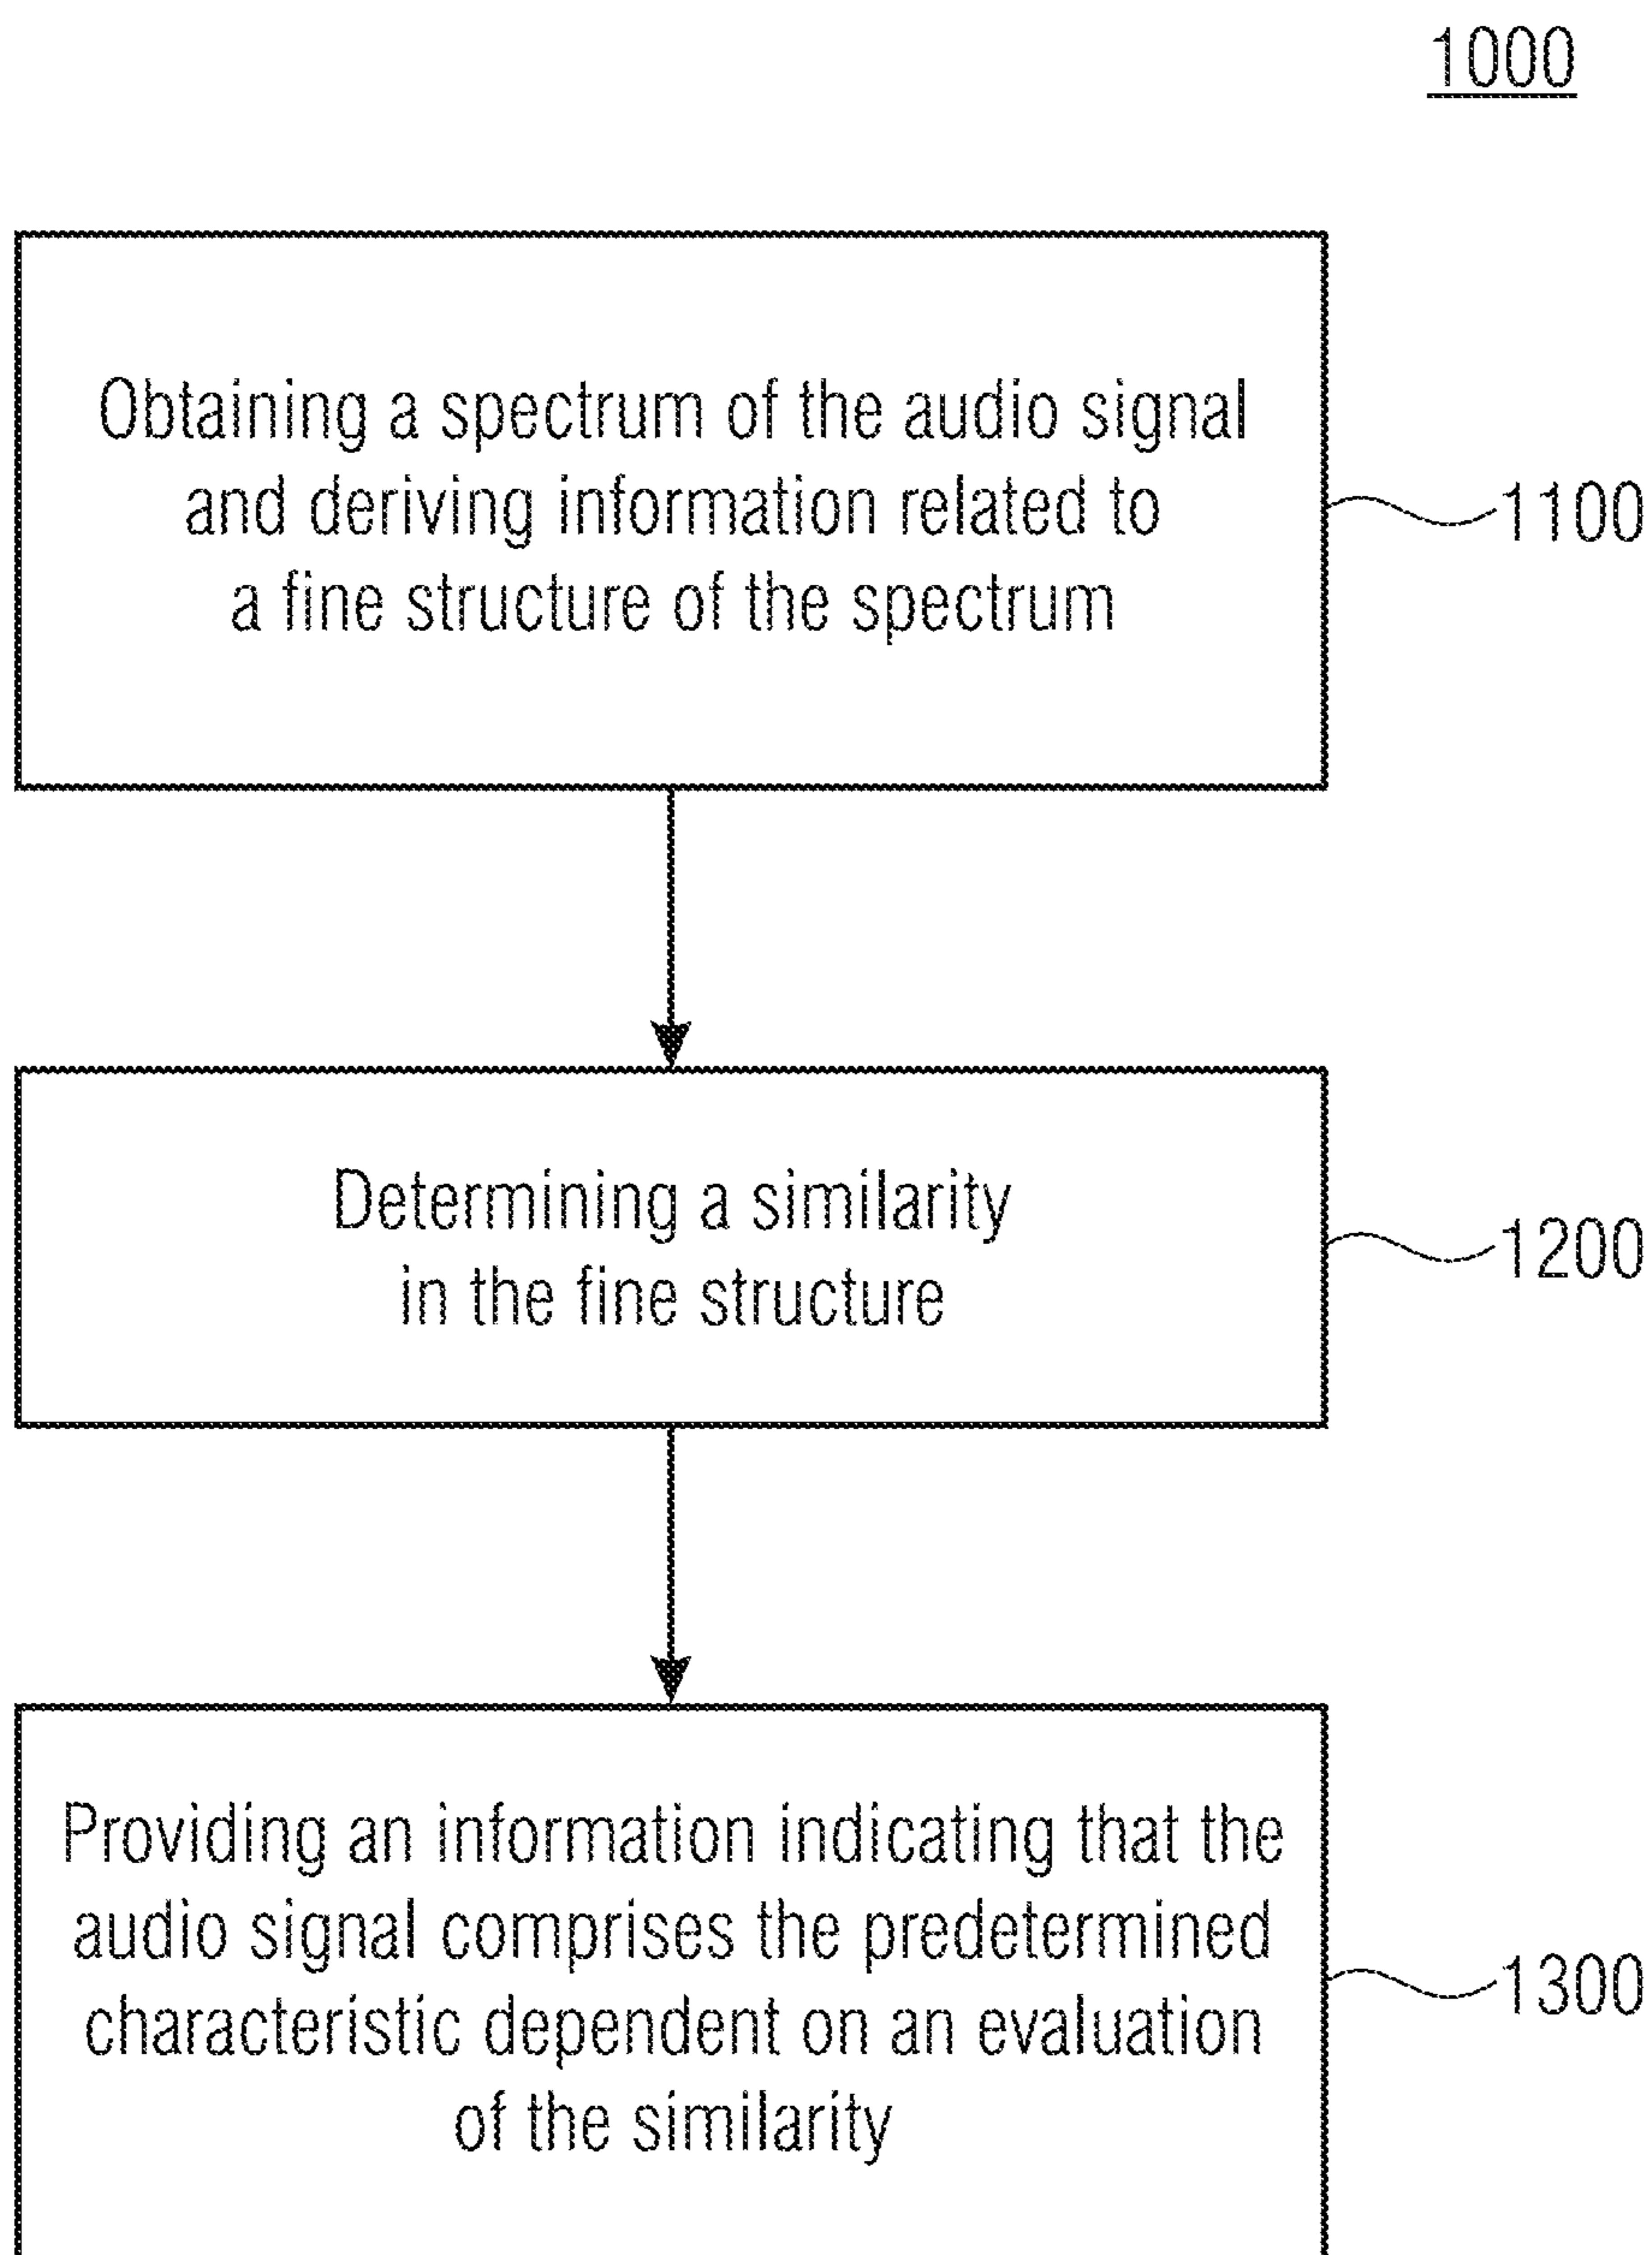 1000
Obtaining a spectrum of the audio signal
and deriving information related to
a fine structure of the spectrum
1100
Determining a similarity
in the fine structure
1200
Providing an information indicating that the
audio signal comprises the predetermined
characteristic dependent on an evaluation
of the similarity
1300